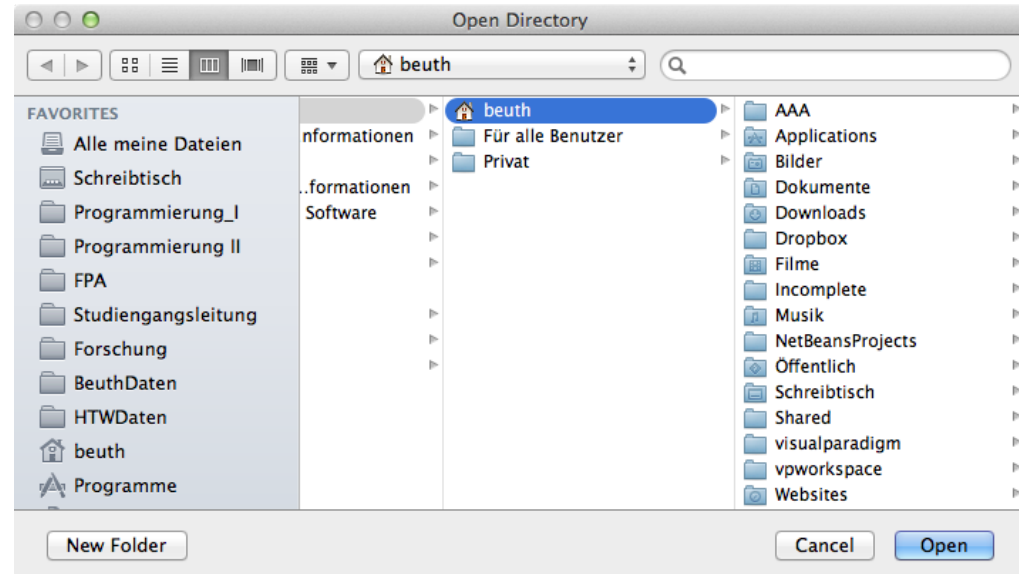 Open Directory
beuth
FAVORITES
Alle meine Dateien
Schreibtisch
Programmierung_I
Programmierung II
FPA
Studiengangsleitung
Forschung
BeuthDaten
HTWDaten
beuth
Programme
nformationen
..formationen
Software
beuth
Für alle Benutzer
Privat
AAA
Applications
Bilder
Dokumente
Downloads
Dropbox
Filme
Incomplete
Musik
NetBeansProjects
Öffentlich
Schreibtisch
Shared
visualparadigm
vpworkspace
Websites
New Folder
Cancel
Open